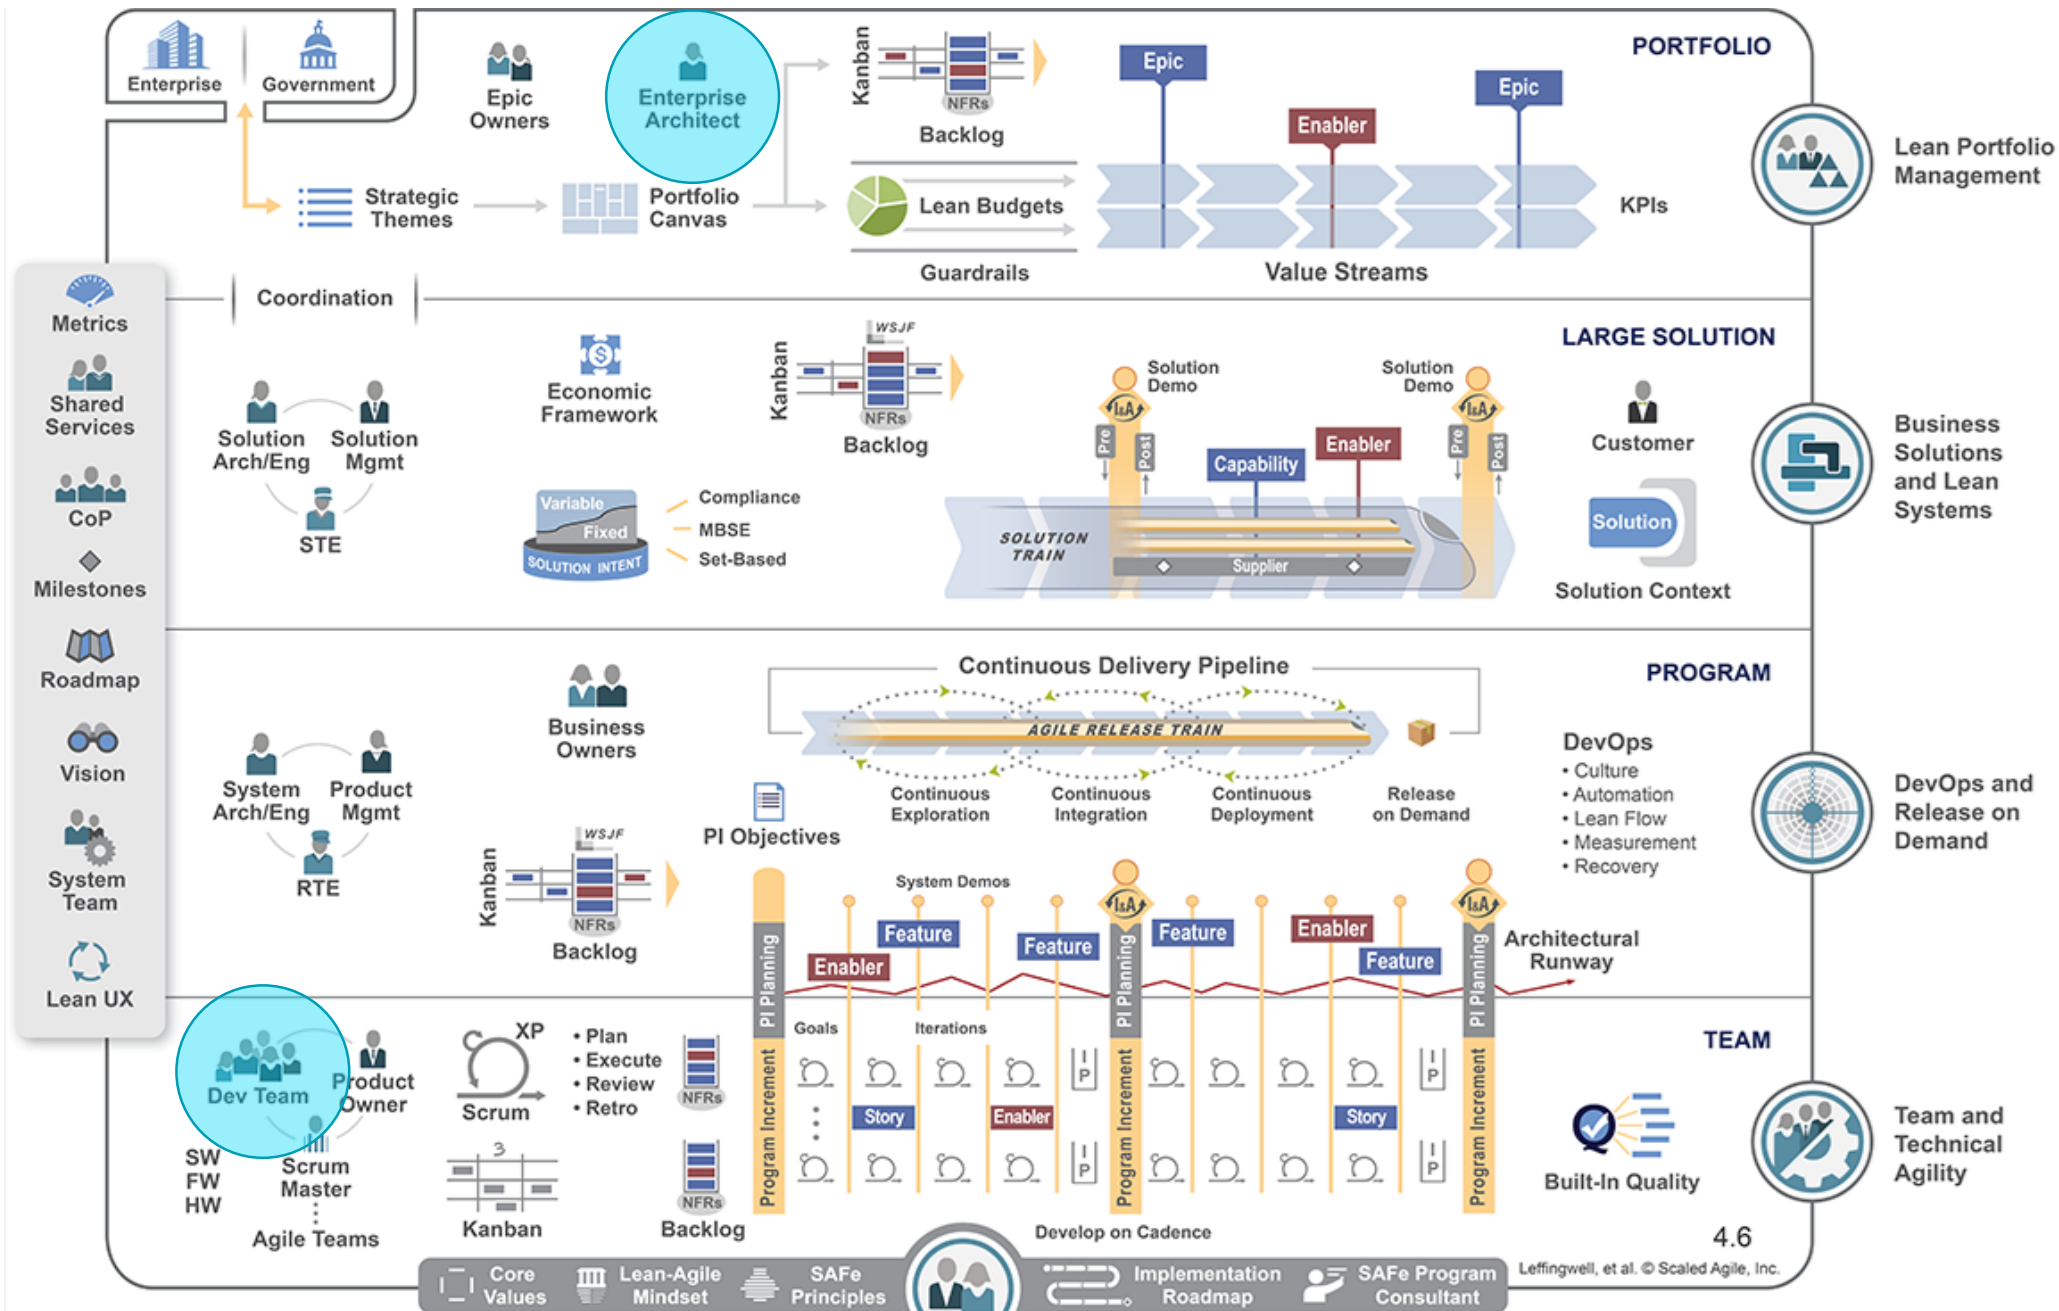 PORTFOLIO
Enterprise
Government
Epic
Owners
Enterprise
Architect
Kanban
NFRs
Backlog
Epic
Enabler
Epic
Lean Portfolio
Management
Strategic
Themes
Portfolio
Canvas
Lean Budgets
Guardrails
Value Streams
KPIs
Coordination
Metrics
Shared
Services
CoP
Milestones
Roadmap
Vision
System
Team
Lean UX
LARGE SOLUTION
Solution
Arch/Eng
Solution
Mgmt
STE
Economic
Framework
Variable
Fixed
SOLUTION INTENT
Compliance
MBSE
Set-Based
Kanban
WSJF
NFRs
Backlog
Solution
Demo
I&A
Pre
Post
Capability
Enabler
Solution
Demo
I&A
Pre
Post
SOLUTION
TRAIN
Supplier
Customer
Solution
Solution Context
Business
Solutions
and Lean
Systems
PROGRAM
System
Arch/Eng
Product
Mgmt
RTE
Business
Owners
Kanban
WSJF
NFRs
Backlog
Continuous Delivery Pipeline
AGILE RELEASE TRAIN
Continuous
Exploration
Continuous
Integration
Continuous
Deployment
Release
on Demand
DevOps
• Culture
• Automation
• Lean Flow
• Measurement
• Recovery
DevOps and
Release on
Demand
PI Objectives
System Demos
PI Planning
Enabler
Feature
Feature
I&A
PI Planning
Feature
Enabler
Feature
I&A
PI Planning
Architectural
Runway
TEAM
Dev Team
Product
Owner
Scrum
Master
SW
FW
HW
Agile Teams
XP
Scrum
• Plan
• Execute
• Review
• Retro
3
Kanban
NFRs
NFRs
Backlog
Goals
Iterations
Program Increment
Story
Enabler
I
P
I
P
Program Increment
Story
I
P
I
P
Program Increment
Develop on Cadence
Built-In Quality
Team and
Technical
Agility
4.6
Leffingwell, et al. © Scaled Agile, Inc.
Core
Values
Lean-Agile
Mindset
SAFe
Principles
Implementation
Roadmap
SAFe Program
Consultant